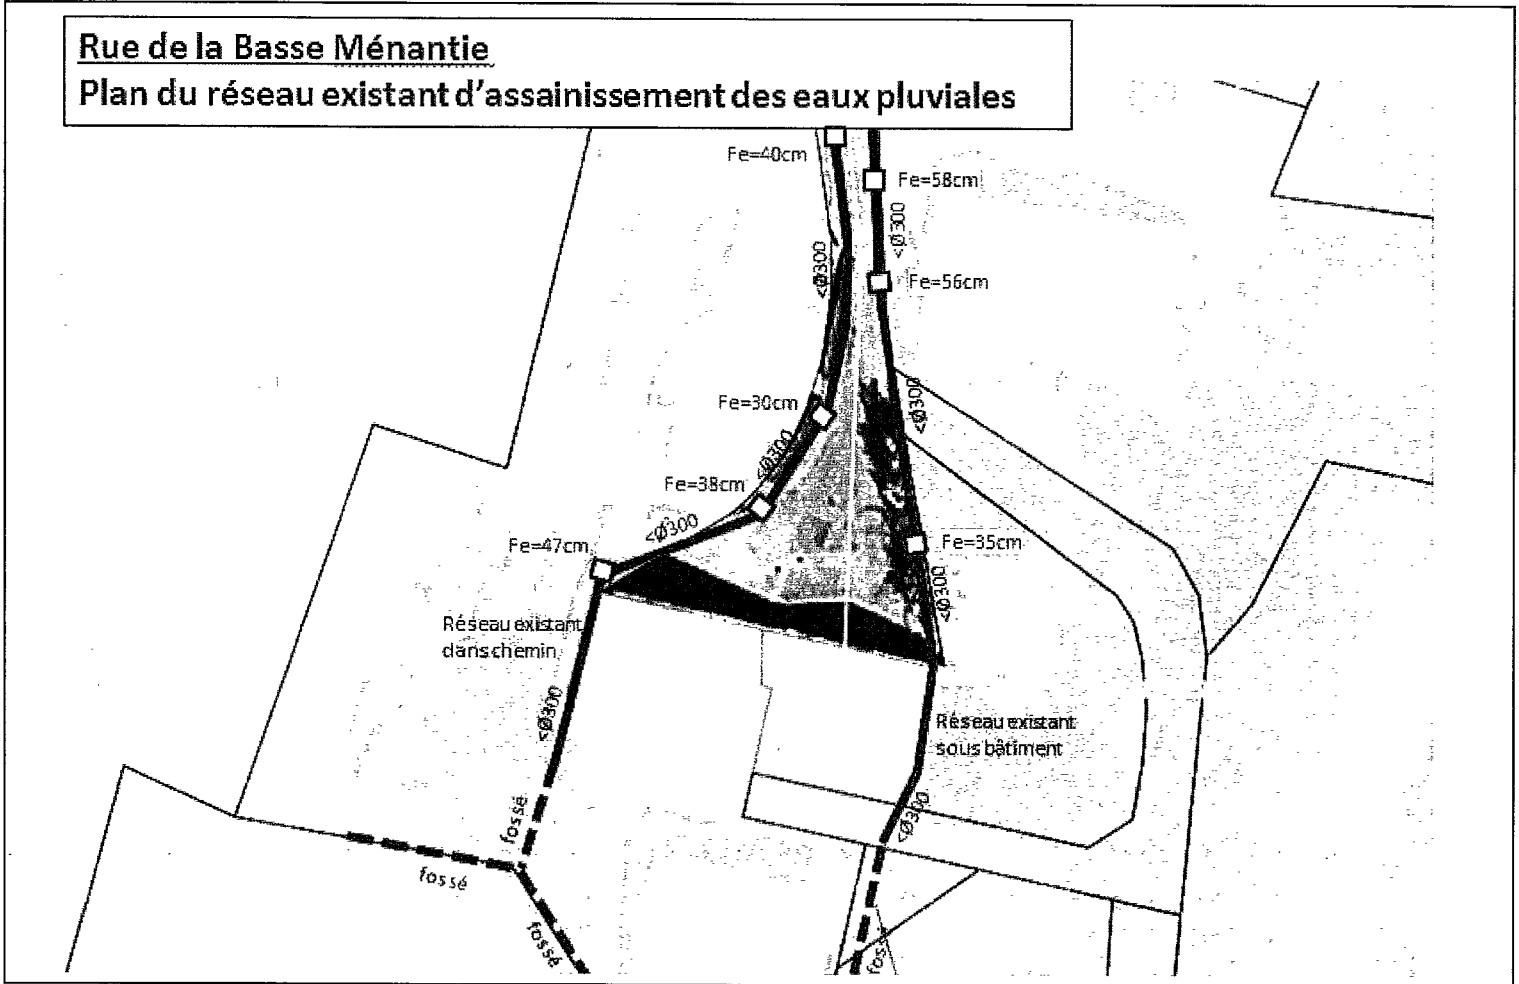 Rue de la Basse Ménantie
Plan du réseau existant d'assainissement des eaux pluviales
Fe=40cm
Fe=58cm
<Ø300
<Ø300
Fe=56cm
Fe=30cm
<Ø300
<Ø300
Fe=38cm
<Ø300
Fe=47cm
Fe=35cm
<Ø300
Réseau existant
dans chemin
<Ø300
Réseau existant
sous bâtiment
<Ø300
fossé
fossé
fossé
fossé